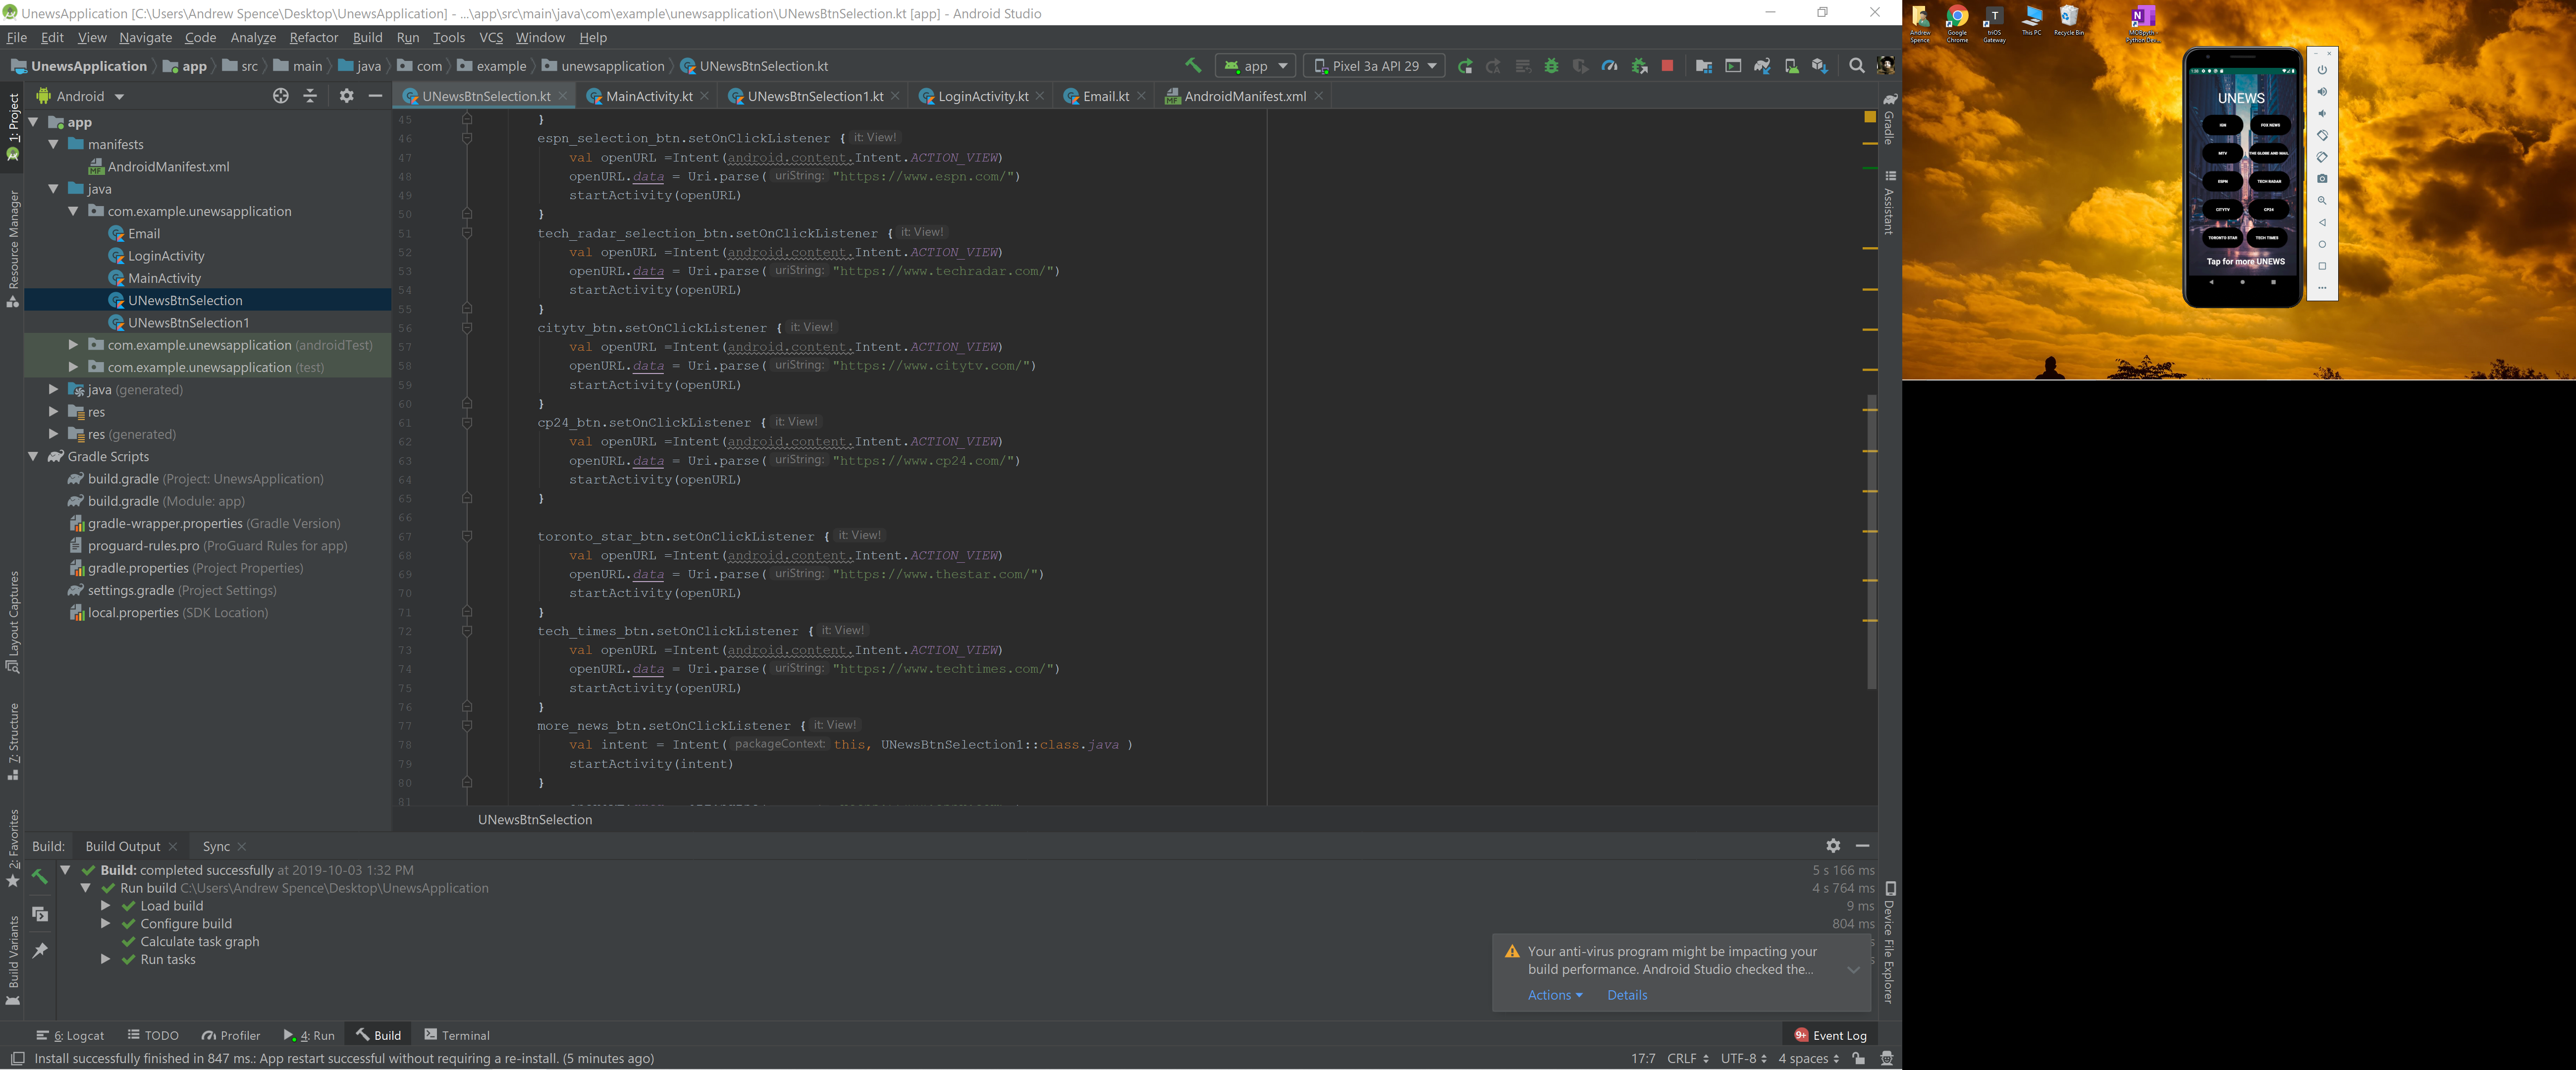 UnewsApplication [C:\Users\Andrew Spence\Desktop\UnewsApplication] - ...\app\src\main\java\com\example\unewsapplication\UNewsBtnSelection.kt [app] - Android Studio
File Edit View Navigate Code Analyze Refactor Build Run Tools VCS Window Help
UnewsApplication app src main java com example unewsapplication UNewsBtnSelection.kt
app Pixel 3a API 29
Android
UNewsBtnSelection.kt MainActivity.kt UNewsBtnSelection1.kt LoginActivity.kt Email.kt AndroidManifest.xml
1: Project
Resource Manager
Layout Captures
7: Structure
2: Favorites
Build Variants
app
manifests
AndroidManifest.xml
java
com.example.unewsapplication
Email
LoginActivity
MainActivity
UNewsBtnSelection
UNewsBtnSelection1
com.example.unewsapplication (androidTest)
com.example.unewsapplication (test)
java (generated)
res
res (generated)
Gradle Scripts
build.gradle (Project: UnewsApplication)
build.gradle (Module: app)
gradle-wrapper.properties (Gradle Version)
proguard-rules.pro (ProGuard Rules for app)
gradle.properties (Project Properties)
settings.gradle (Project Settings)
local.properties (SDK Location)
45 }
46 espn_selection_btn.setOnClickListener { it: View!
47 val openURL =Intent(android.content.Intent.ACTION_VIEW)
48 openURL.data = Uri.parse( uriString: "https://www.espn.com/")
49 startActivity(openURL)
50 }
51 tech_radar_selection_btn.setOnClickListener { it: View!
52 val openURL =Intent(android.content.Intent.ACTION_VIEW)
53 openURL.data = Uri.parse( uriString: "https://www.techradar.com/")
54 startActivity(openURL)
55 }
56 citytv_btn.setOnClickListener { it: View!
57 val openURL =Intent(android.content.Intent.ACTION_VIEW)
58 openURL.data = Uri.parse( uriString: "https://www.citytv.com/")
59 startActivity(openURL)
60 }
61 cp24_btn.setOnClickListener { it: View!
62 val openURL =Intent(android.content.Intent.ACTION_VIEW)
63 openURL.data = Uri.parse( uriString: "https://www.cp24.com/")
64 startActivity(openURL)
65 }
66
67 toronto_star_btn.setOnClickListener { it: View!
68 val openURL =Intent(android.content.Intent.ACTION_VIEW)
69 openURL.data = Uri.parse( uriString: "https://www.thestar.com/")
70 startActivity(openURL)
71 }
72 tech_times_btn.setOnClickListener { it: View!
73 val openURL =Intent(android.content.Intent.ACTION_VIEW)
74 openURL.data = Uri.parse( uriString: "https://www.techtimes.com/")
75 startActivity(openURL)
76 }
77 more_news_btn.setOnClickListener { it: View!
78 val intent = Intent( packageContext: this, UNewsBtnSelection1::class.java )
79 startActivity(intent)
80 }
81
UNewsBtnSelection
Gradle
Assistant
Device File Explorer
Build: Build Output Sync
Build: completed successfully at 2019-10-03 1:32 PM 5 s 166 ms
Run build C:\Users\Andrew Spence\Desktop\UnewsApplication 4 s 764 ms
Load build 9 ms
Configure build 804 ms
Calculate task graph
Run tasks
Your anti-virus program might be impacting your
build performance. Android Studio checked the...
Actions Details
6: Logcat TODO Profiler 4: Run Build Terminal 9+ Event Log
Install successfully finished in 847 ms.: App restart successful without requiring a re-install. (5 minutes ago) 17:7 CRLF UTF-8 4 spaces
Andrew Spence
Google Chrome
triOS Gateway
This PC
Recycle Bin
UNEWS
FOX NEWS
MTV THE GLOBE AND MAIL
ESPN TECH RADAR
CITYTV CP24
TORONTO STAR TECH TIMES
Tap for more UNEWS